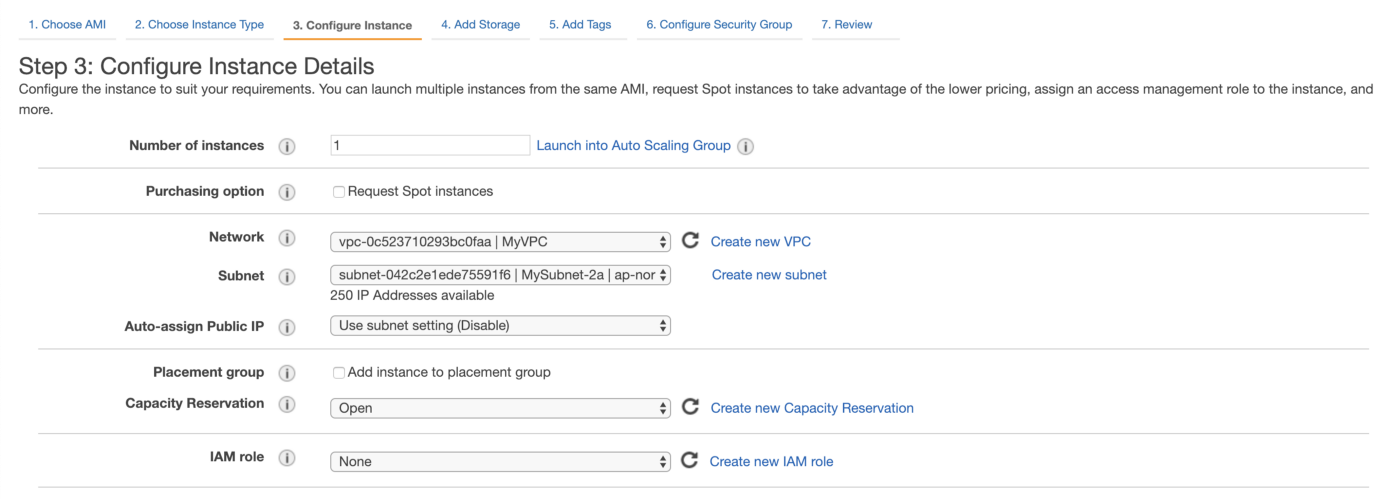 1. Choose AMI 2. Choose Instance Type 3. Configure Instance 4. Add Storage 5. Add Tags 6. Configure Security Group 7. Review
Step 3: Configure Instance Details
Configure the instance to suit your requirements. You can launch multiple instances from the same AMI, request Spot instances to take advantage of the lower pricing, assign an access management role to the instance, and
more.
Number of instances i 1 Launch into Auto Scaling Group i
Purchasing option i Request Spot instances
Network i vpc-0c523710293bc0faa | MyVPC Create new VPC
Subnet i subnet-042c2e1ede75591f6 | MySubnet-2a | ap-nor Create new subnet
250 IP Addresses available
Auto-assign Public IP i Use subnet setting (Disable)
Placement group i Add instance to placement group
Capacity Reservation i Open Create new Capacity Reservation
IAM role i None Create new IAM role